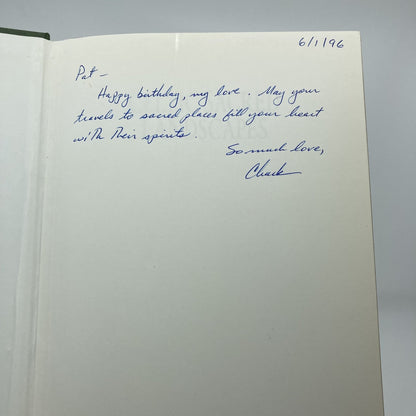 6/1/96
Pat —
Happy birthday, my love. May your
travels to sacred places fill your heart
with their spirits
So much love,
Chuck